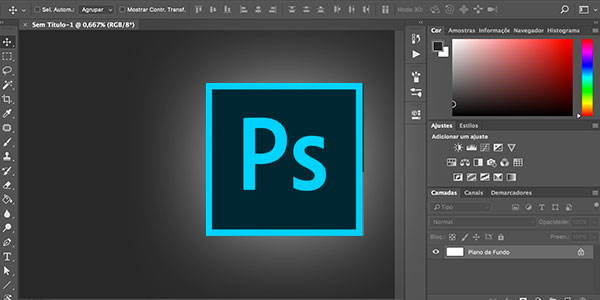 Sel. Autom.: Agrupar Mostrar Contr. Transf. Modo 3D:
Sem Título-1 @ 0,667% (RGB/8*)
Cor Amostras Informaçõe Navegador Histograma
Ps
Ajustes Estilos
Adicionar um ajuste
Camadas Canais Demarcadores
Tipo
Normal Opacidade: 100%
Bloq.: Preen.: 100%
Plano de Fundo
T